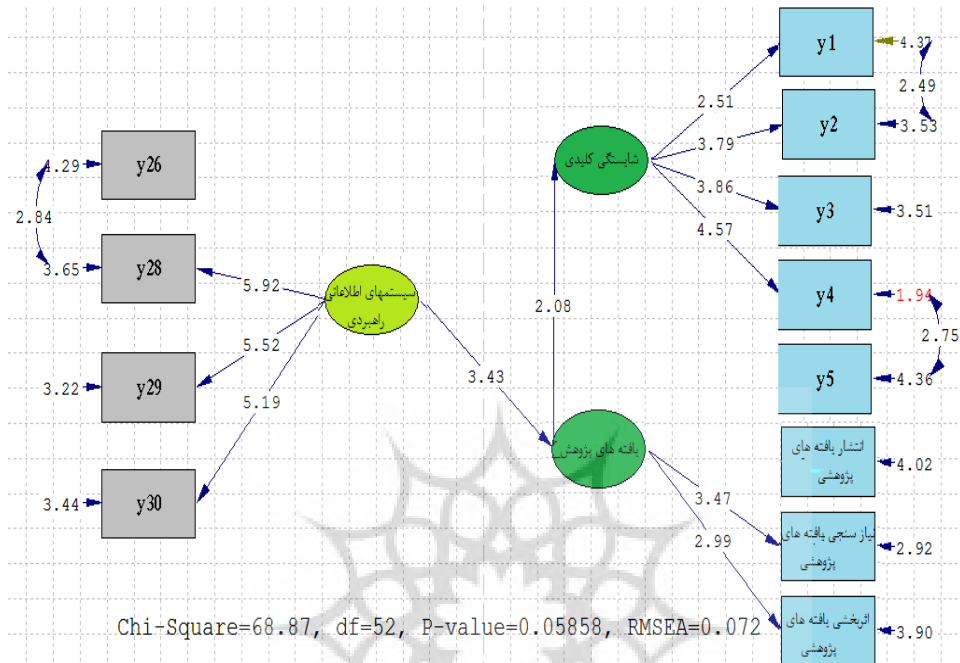 y1
4.37
2.49
2.51
y2
3.53
3.79
شایستگی کلیدی
y26
4.29
3.86
y3
3.51
2.84
4.57
y28
3.65
5.92
سیستمهای اطلاعاتی
راهبردی
2.08
y4
1.94
2.75
5.52
y29
3.22
3.43
y5
4.36
5.19
یافته های پژوهش
انتشار یافته های
پژوهشی
4.02
y30
3.44
3.47
2.99
نیاز سنجی یافته های
پژوهشی
2.92
اثربخشی یافته های
پژوهشی
3.90
Chi-Square=68.87, df=52, P-value=0.05858, RMSEA=0.072